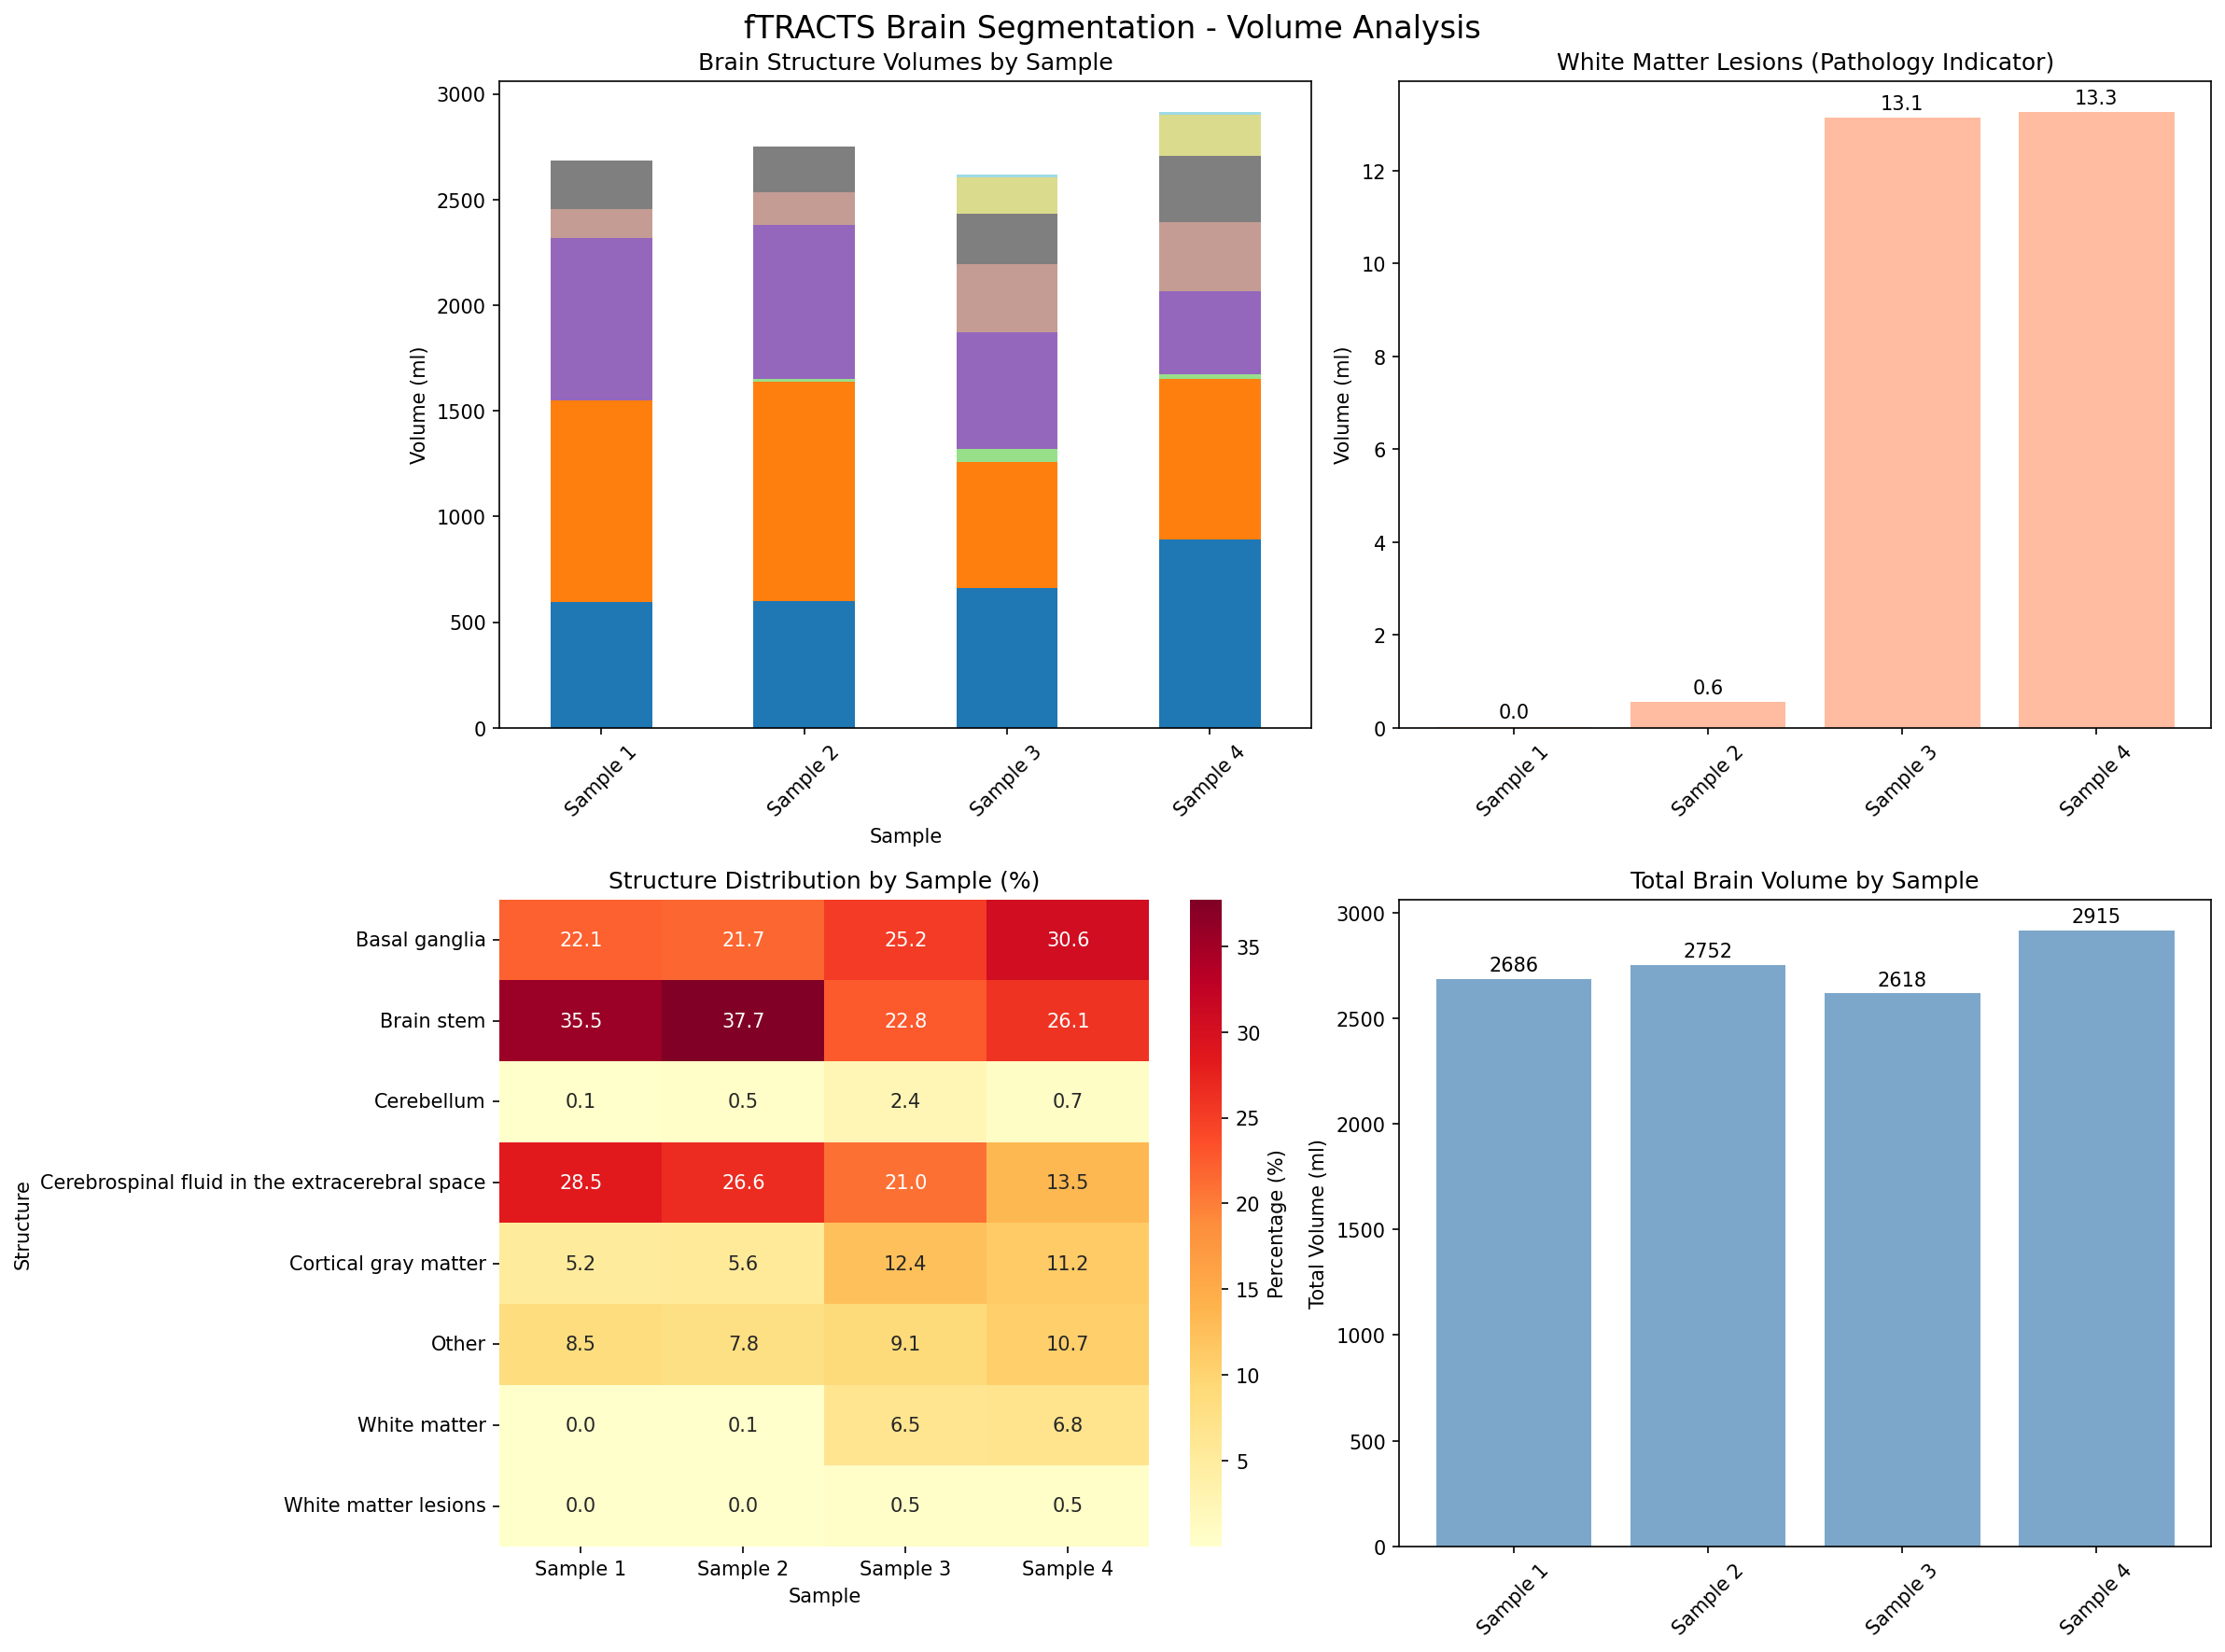 fTRACTS Brain Segmentation - Volume Analysis
Brain Structure Volumes by Sample
Volume (ml)
3000
2500
2000
1500
1000
500
0
Sample 1
Sample 2
Sample 3
Sample 4
Sample
White Matter Lesions (Pathology Indicator)
Volume (ml)
12
10
8
6
4
2
0
0.0
0.6
13.1
13.3
Sample 1
Sample 2
Sample 3
Sample 4
Structure Distribution by Sample (%)
Structure
Basal ganglia 22.1 21.7 25.2 30.6
Brain stem 35.5 37.7 22.8 26.1
Cerebellum 0.1 0.5 2.4 0.7
Cerebrospinal fluid in the extracerebral space 28.5 26.6 21.0 13.5
Cortical gray matter 5.2 5.6 12.4 11.2
Other 8.5 7.8 9.1 10.7
White matter 0.0 0.1 6.5 6.8
White matter lesions 0.0 0.0 0.5 0.5
Sample 1 Sample 2 Sample 3 Sample 4
Sample
35
30
25
20
15
10
5
Percentage (%)
Total Brain Volume by Sample
Total Volume (ml)
3000
2500
2000
1500
1000
500
0
2686
2752
2618
2915
Sample 1
Sample 2
Sample 3
Sample 4